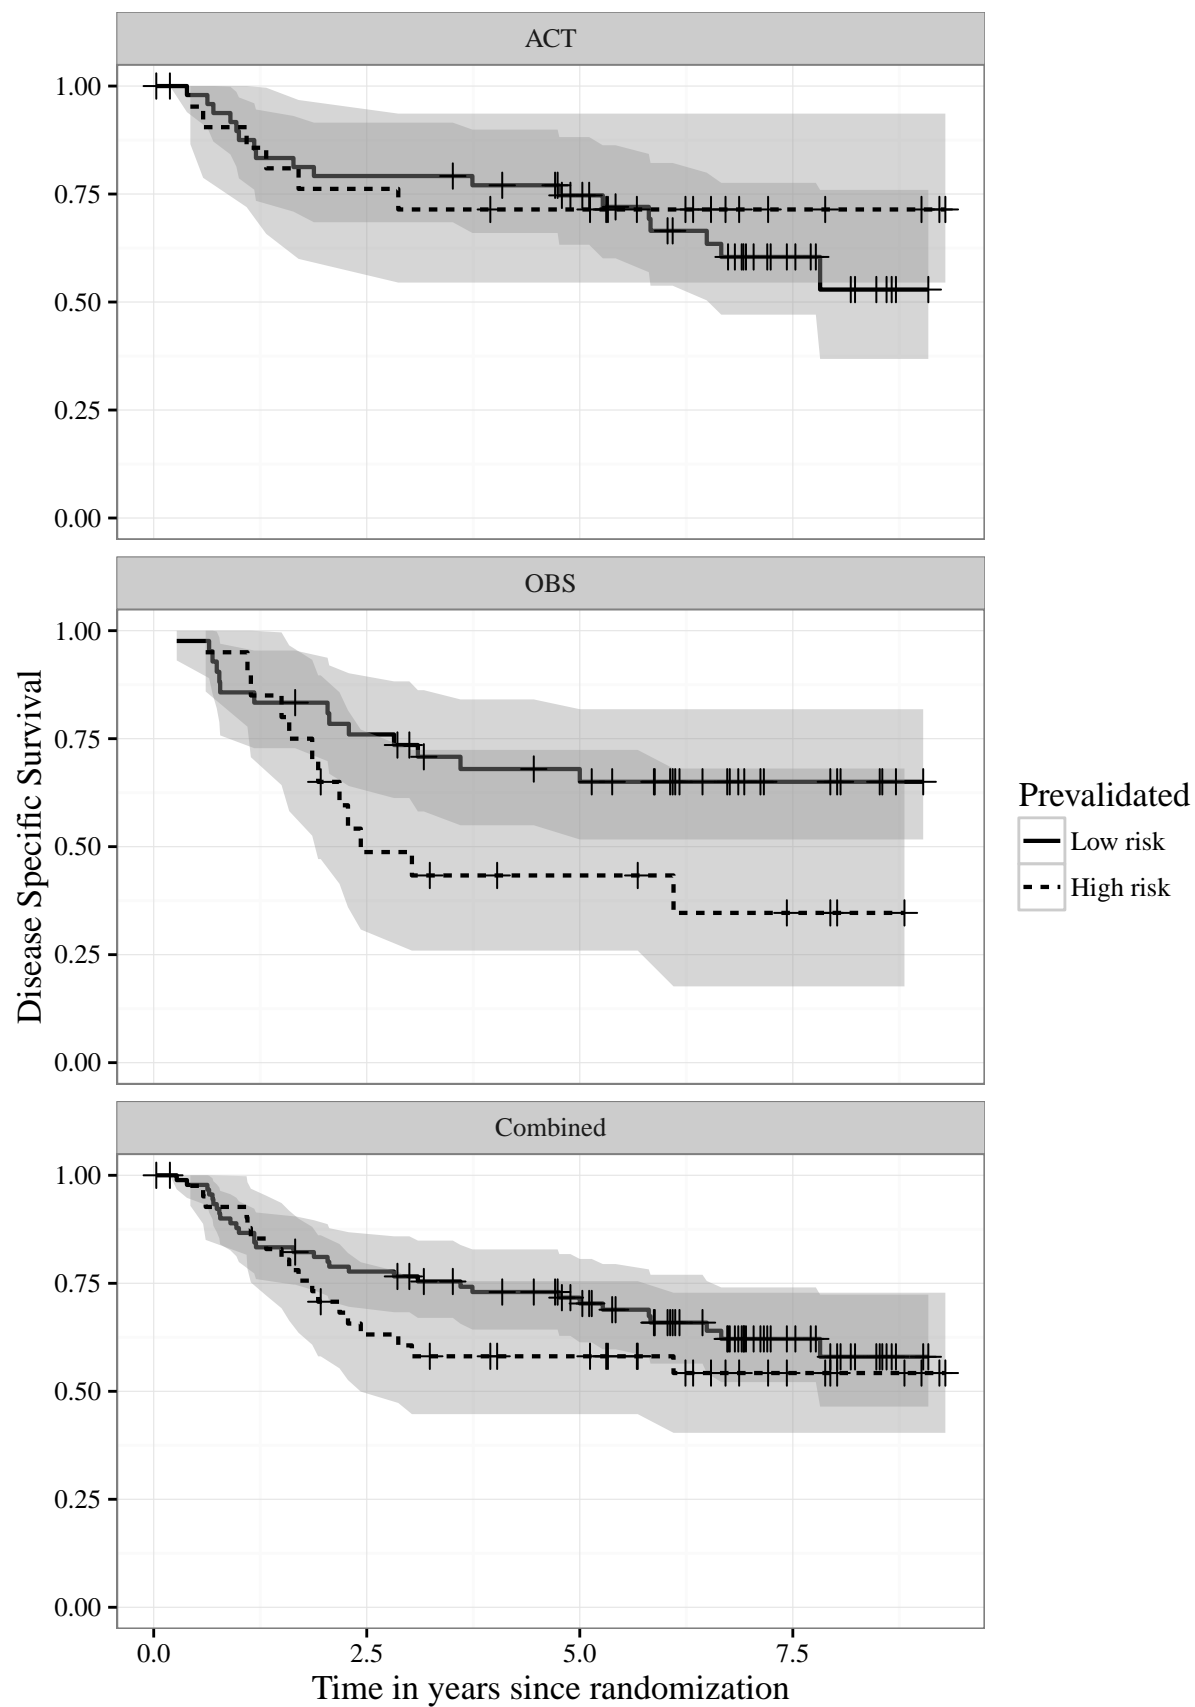 ACT
1.00
0.75
0.50
0.25
0.00
OBS
1.00
0.75
0.50
0.25
0.00
Disease Specific Survival
Combined
1.00
0.75
0.50
0.25
0.00
0.0 2.5 5.0 7.5
Time in years since randomization
Prevalidated
Low risk
High risk